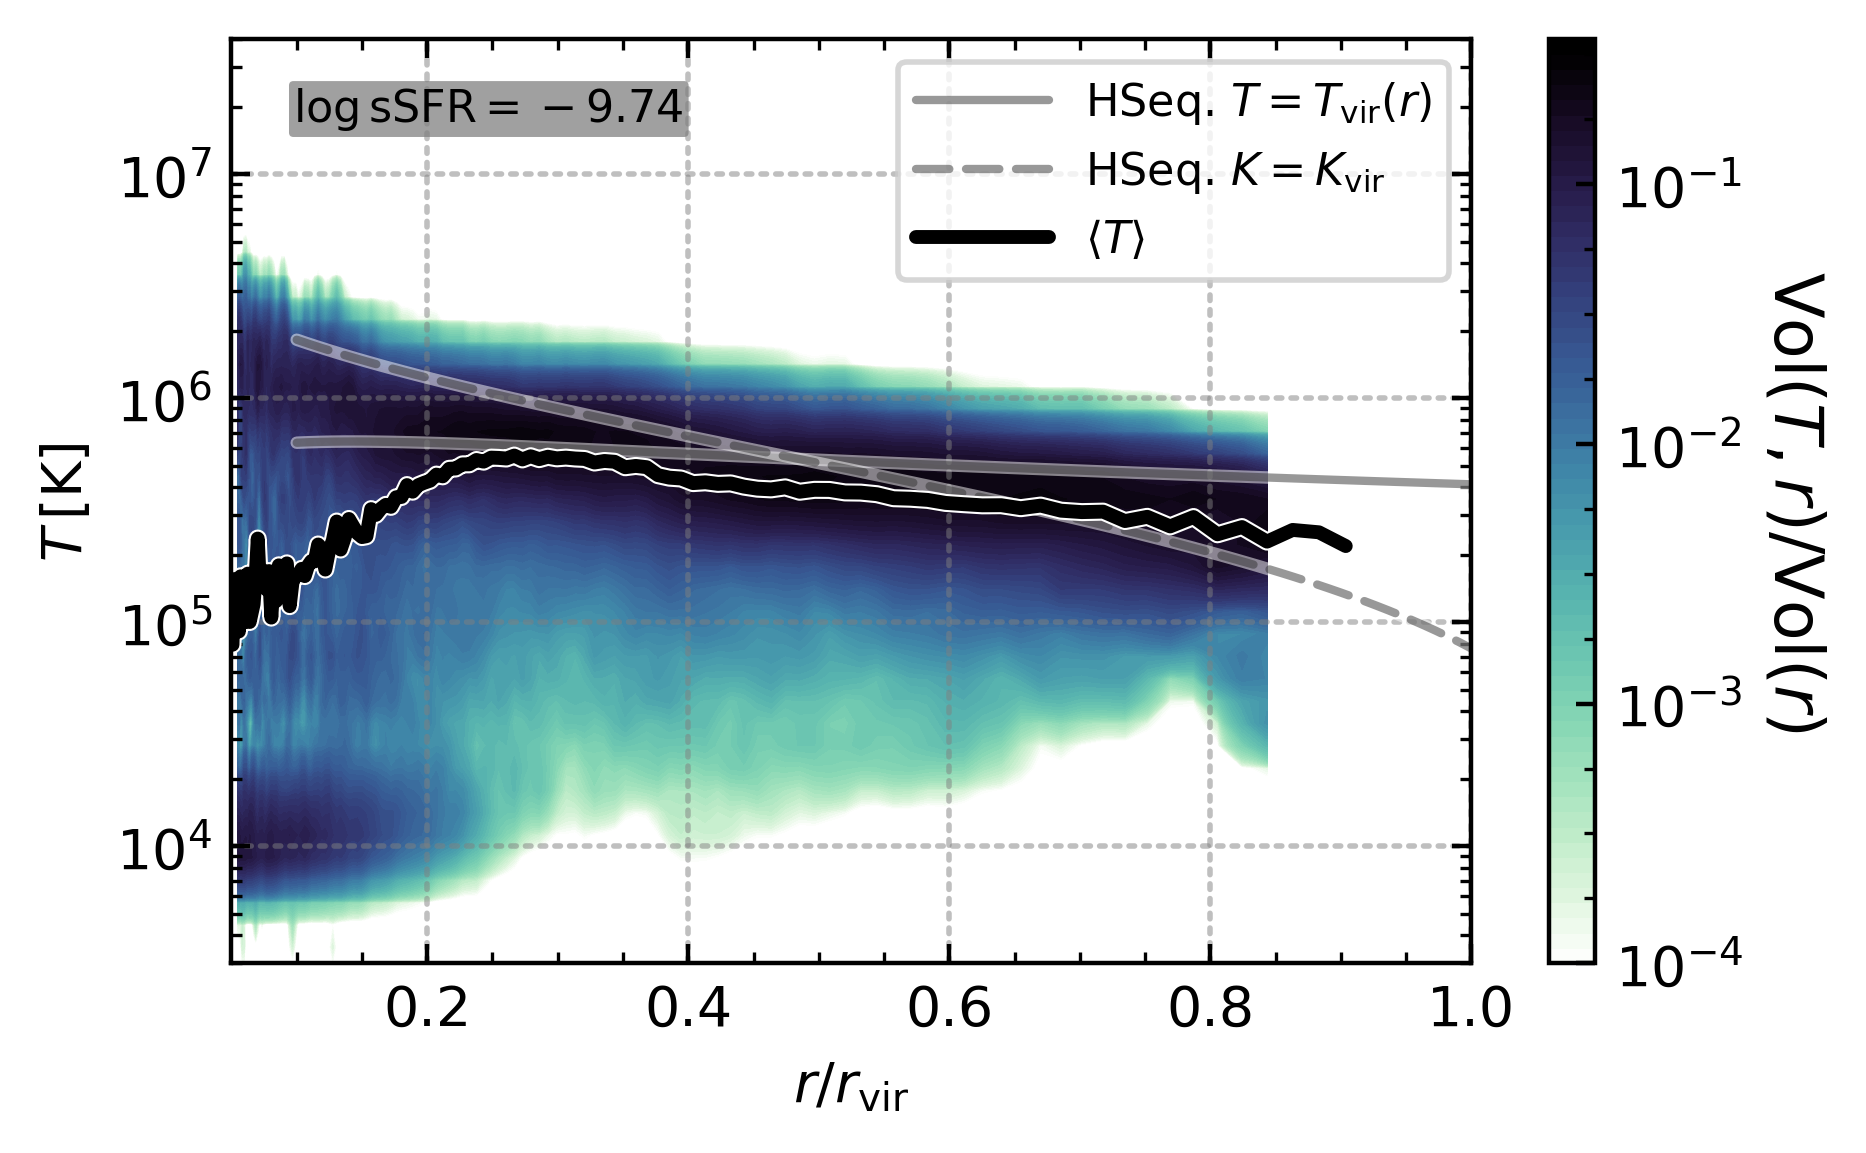 log sSFR = −9.74
HSeq. T = T_vir(r)
HSeq. K = K_vir
⟨T⟩
T [K]
10^7
10^6
10^5
10^4
0.2 0.4 0.6 0.8 1.0
r/r_vir
10^−1
10^−2
10^−3
10^−4
Vol(T, r)/Vol(r)